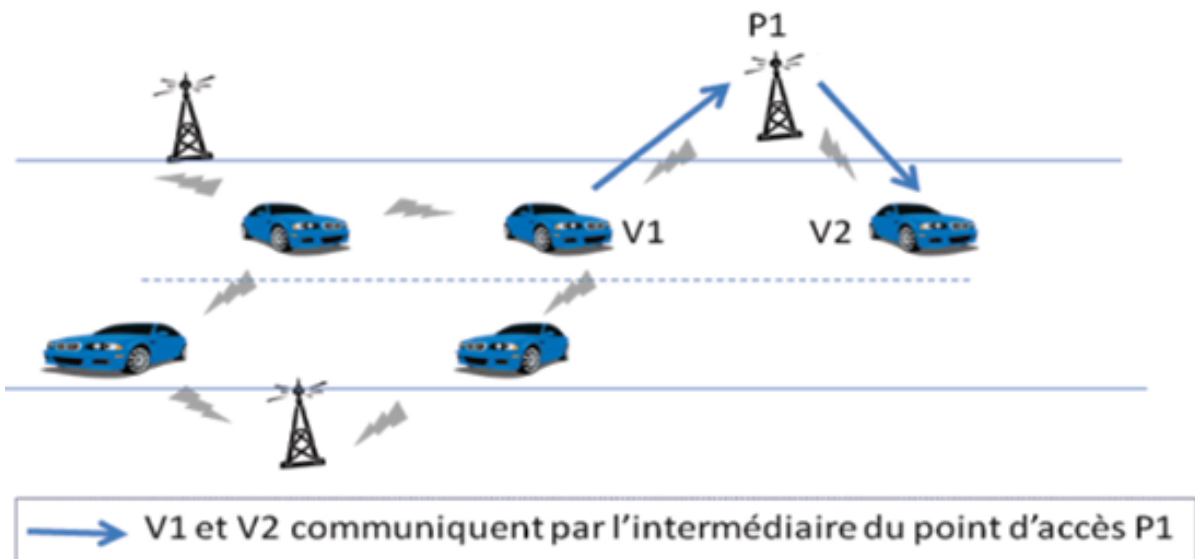 P1
V1
V2
V1 et V2 communiquent par l'intermédiaire du point d'accès P1